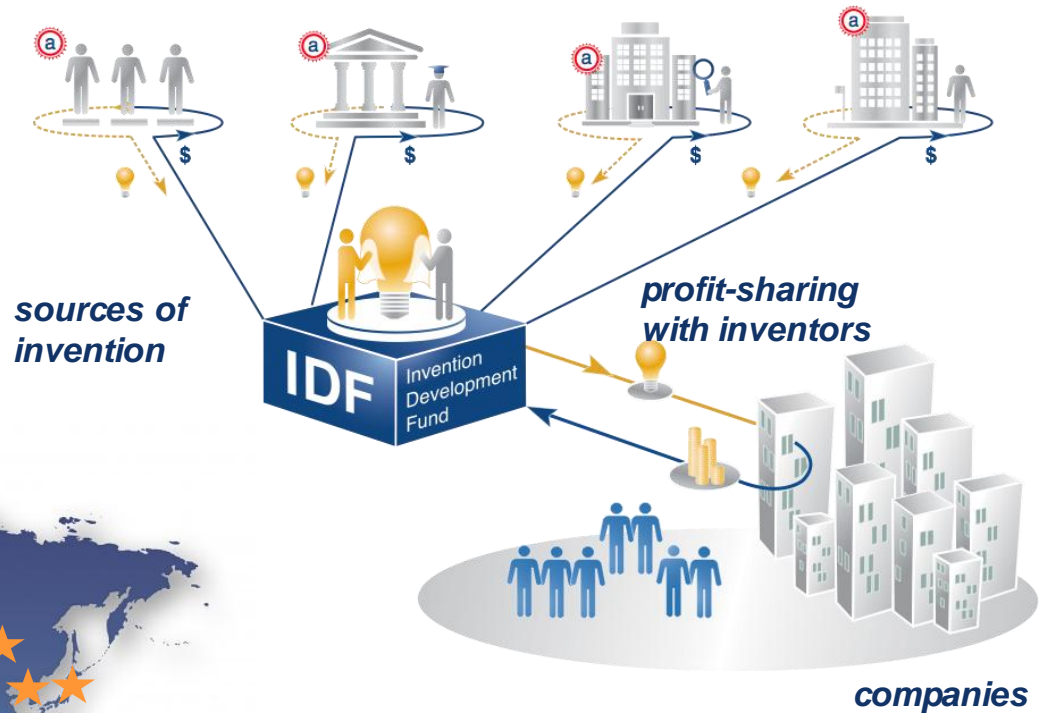 a
a
a
a
$
$
$
$
sources of
invention
profit-sharing
with inventors
IDF
Invention
Development
Fund
companies